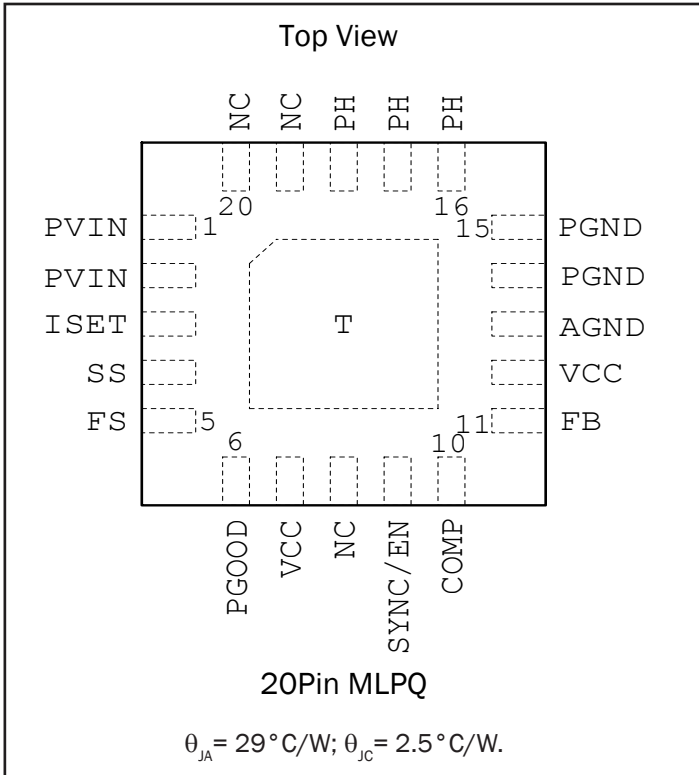 Top View
NC NC PH PH PH
20 16
PVIN 1 15 PGND
PVIN PGND
ISET T AGND
SS VCC
FS 5 11 FB
6 10
PGOOD VCC NC SYNC/EN COMP
20Pin MLPQ
θJA= 29°C/W; θJC= 2.5°C/W.